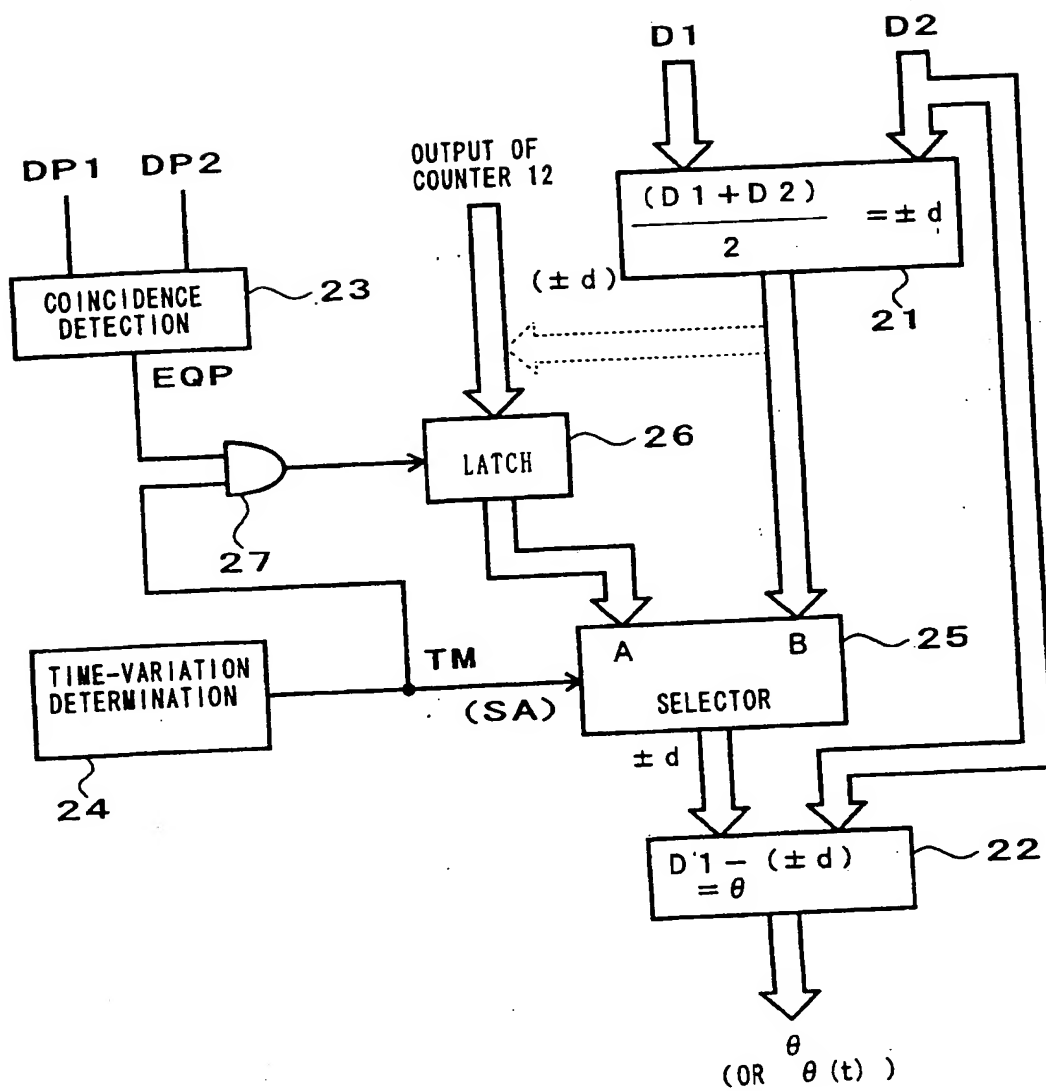 D1
D2
DP1
DP2
OUTPUT OF
COUNTER 12
(D1+D2)
2
=±d
21
(±d)
COINCIDENCE
DETECTION
23
EQP
LATCH
26
27
TIME-VARIATION
DETERMINATION
24
TM
(SA)
A
B
SELECTOR
25
±d
D1-(±d)
=θ
22
θ
(OR θ(t))